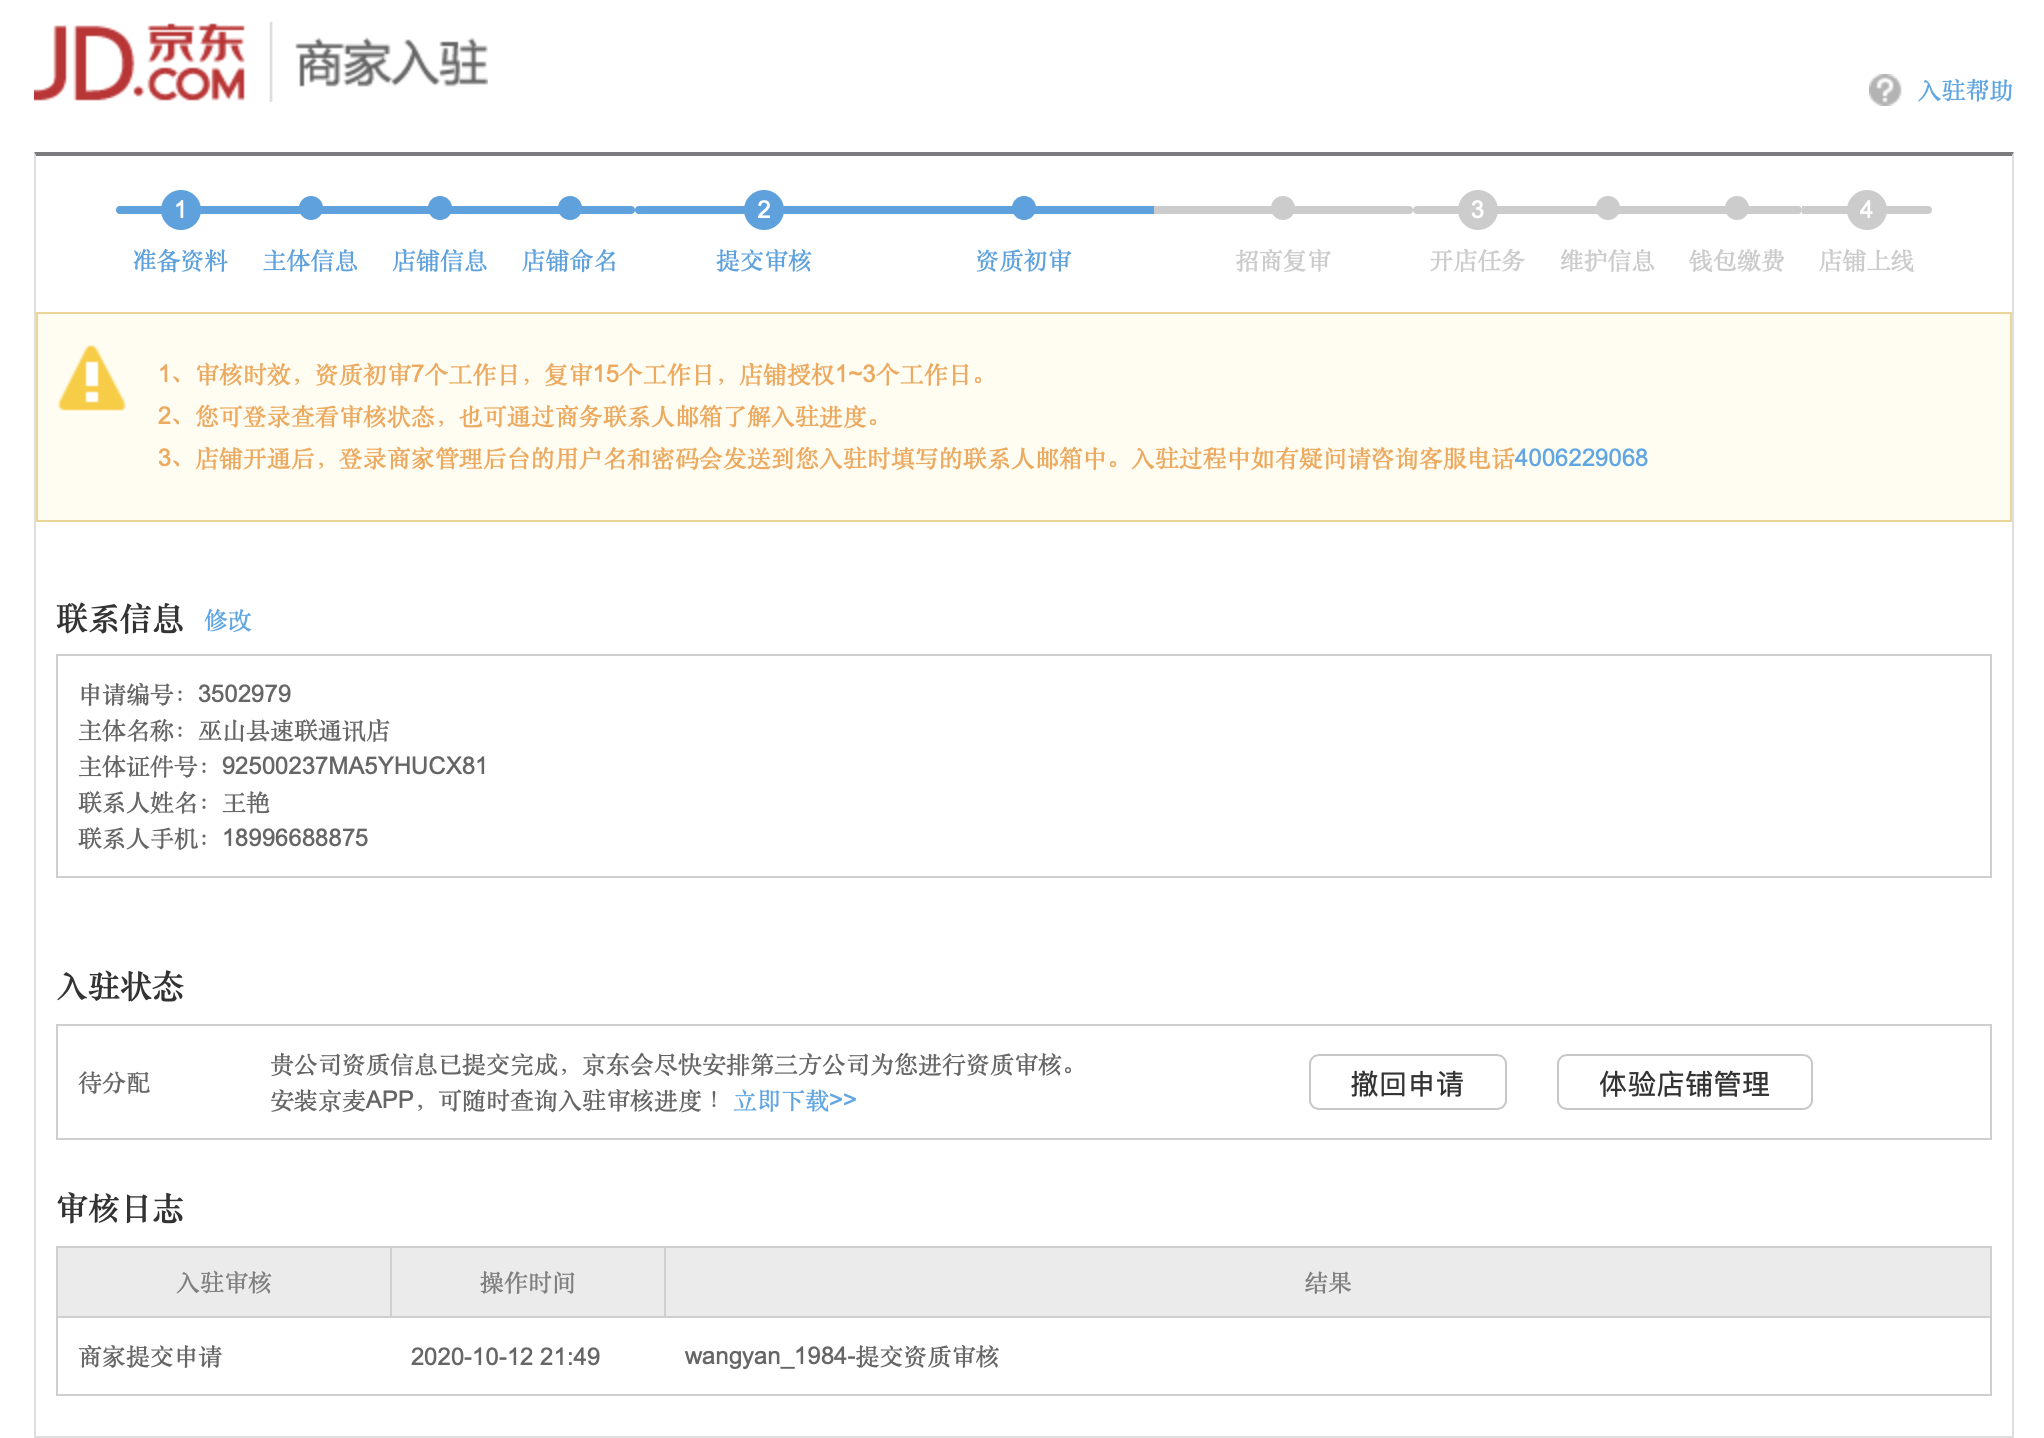 JD.京东COM 商家入驻
? 入驻帮助
1 2 3 4
准备资料 主体信息 店铺信息 店铺命名 提交审核 资质初审 招商复审 开店任务 维护信息 钱包缴费 店铺上线
1、审核时效，资质初审7个工作日，复审15个工作日，店铺授权1~3个工作日。
2、您可登录查看审核状态，也可通过商务联系人邮箱了解入驻进度。
3、店铺开通后，登录商家管理后台的用户名和密码会发送到您入驻时填写的联系人邮箱中。入驻过程中如有疑问请咨询客服电话4006229068
联系信息 修改
申请编号：3502979
主体名称：巫山县速联通讯店
主体证件号：92500237MA5YHUCX81
联系人姓名：王艳
联系人手机：18996688875
入驻状态
待分配
贵公司资质信息已提交完成，京东会尽快安排第三方公司为您进行资质审核。
安装京麦APP，可随时查询入驻审核进度！ 立即下载>>
撤回申请 体验店铺管理
审核日志
入驻审核 操作时间 结果
商家提交申请 2020-10-12 21:49 wangyan_1984-提交资质审核